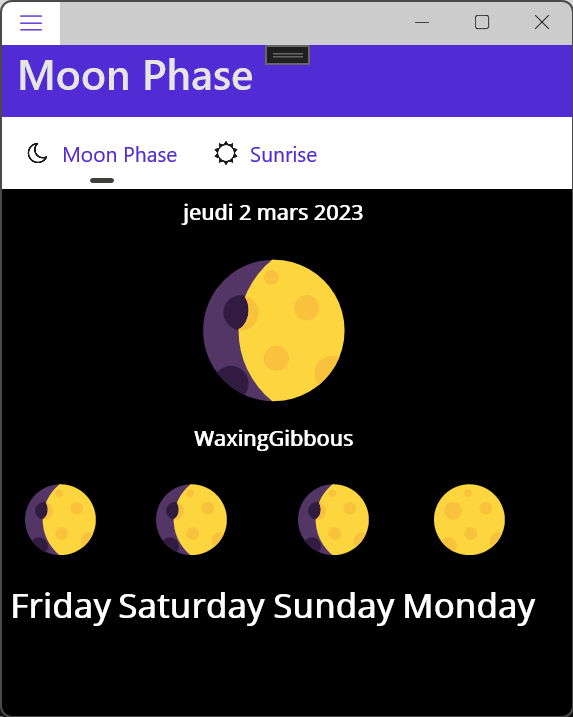 Moon Phase
Moon Phase Sunrise
jeudi 2 mars 2023
WaxingGibbous
Friday Saturday Sunday Monday